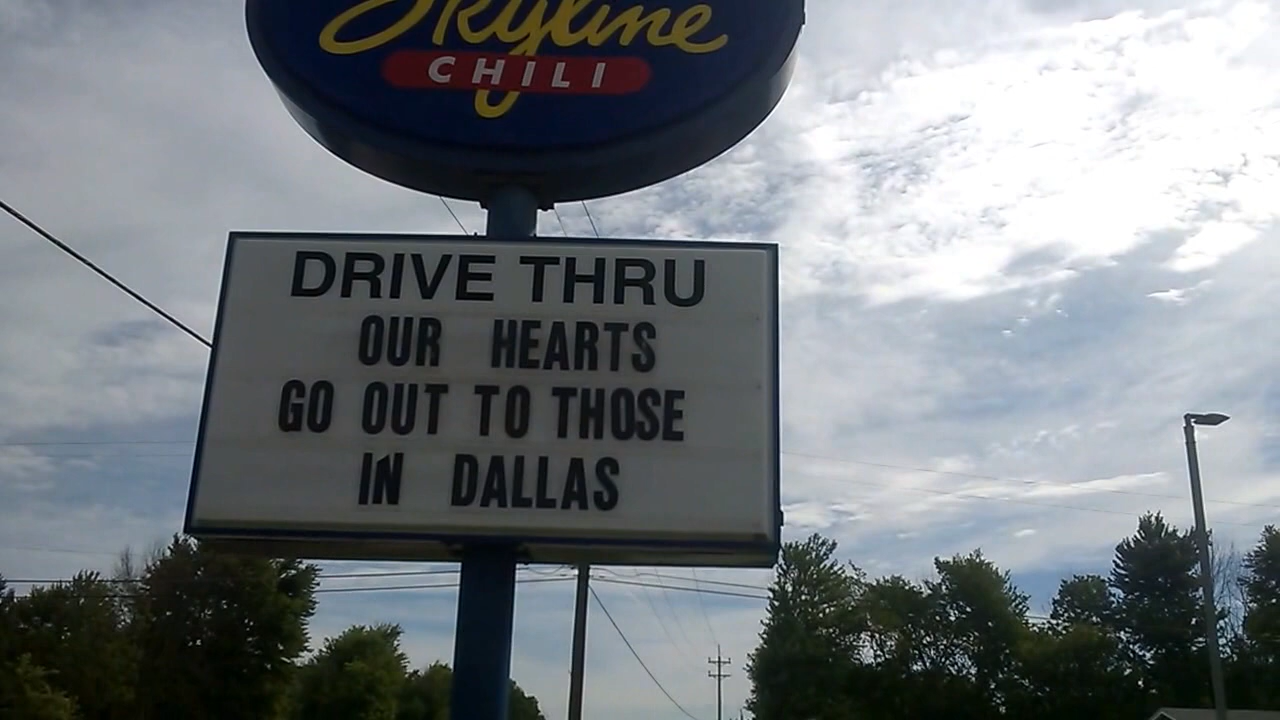 Skyline
CHILI
DRIVE THRU
OUR HEARTS
GO OUT TO THOSE
IN DALLAS